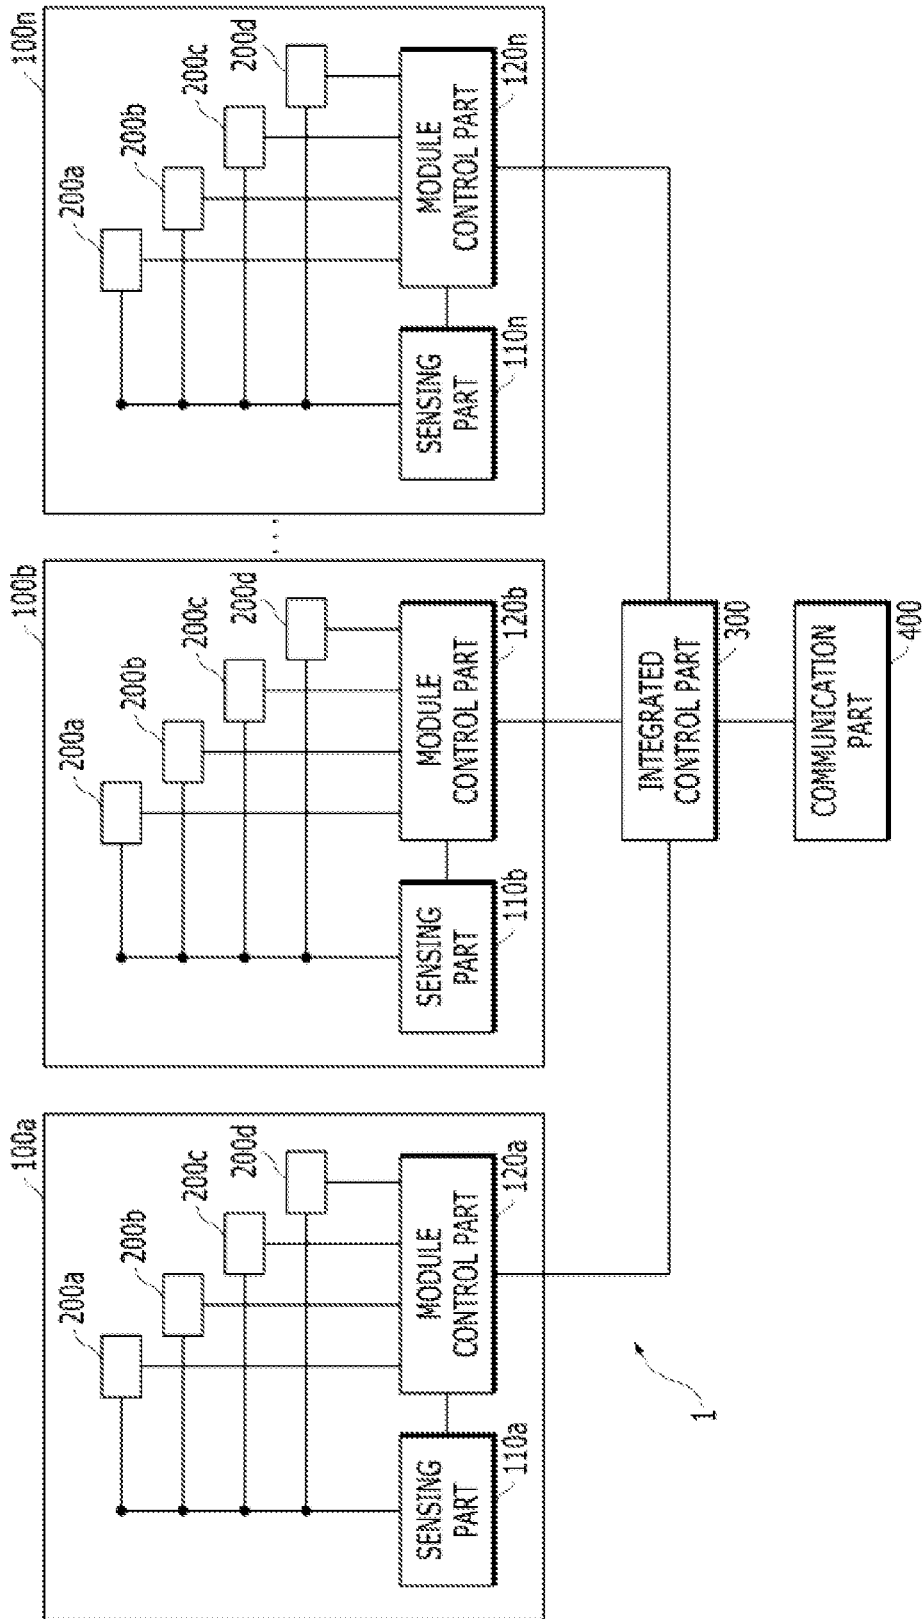 100a
200a
200b
200c
200d
SENSING
PART
110a
MODULE
CONTROL PART
120a
100b
200a
200b
200c
200d
SENSING
PART
110b
MODULE
CONTROL PART
120b
...
100n
200a
200b
200c
200d
SENSING
PART
110n
MODULE
CONTROL PART
120n
1
INTEGRATED
CONTROL PART
300
COMMUNICATION
PART
400